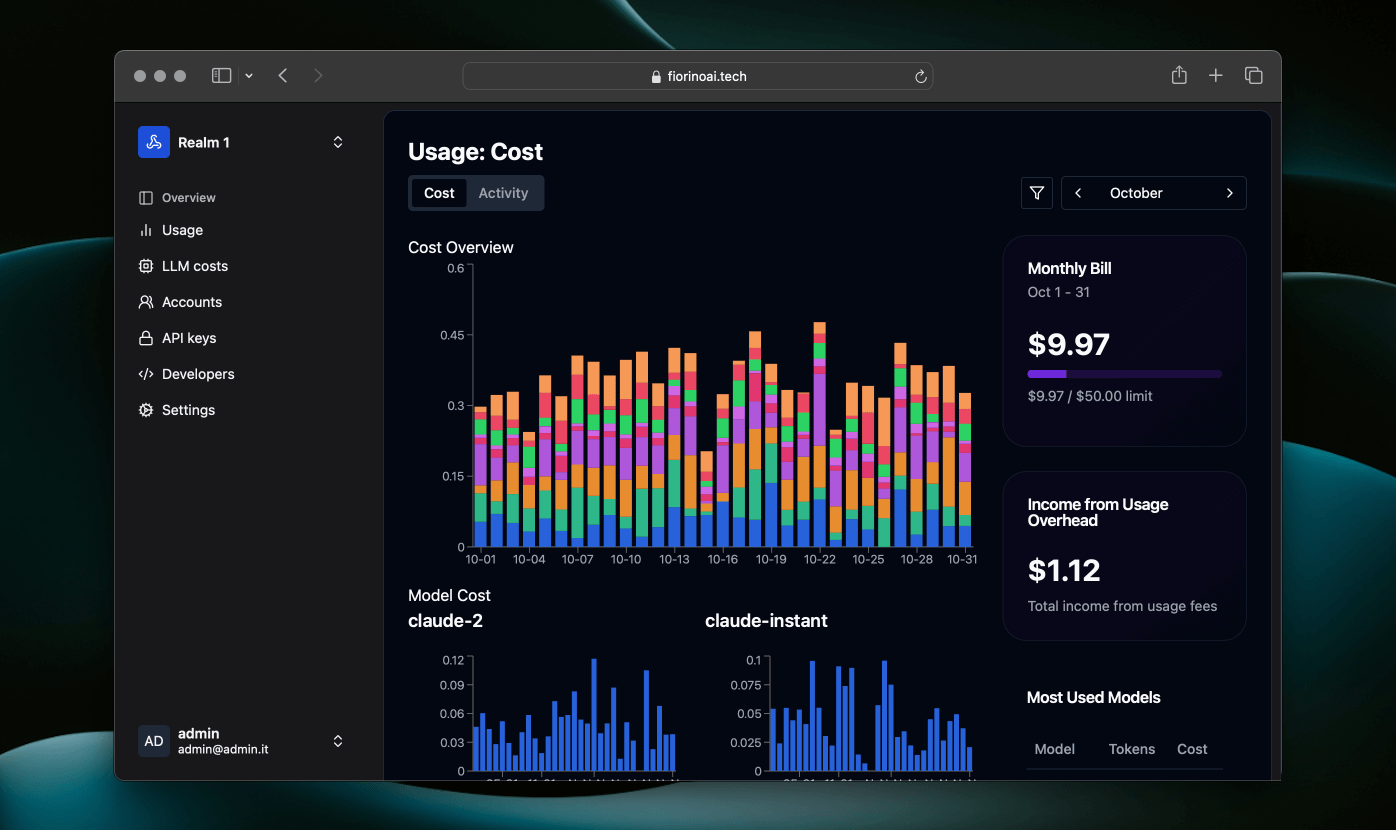 fiorinoai.tech
Realm 1
Overview
Usage
LLM costs
Accounts
API keys
Developers
Settings
AD
admin
admin@admin.it
Usage: Cost
Cost Activity
October
Cost Overview
0.6
0.45
0.3
0.15
0
10-01 10-04 10-07 10-10 10-13 10-16 10-19 10-22 10-25 10-28 10-31
Model Cost
claude-2
0.12
0.09
0.06
0.03
0
claude-instant
0.1
0.075
0.05
0.025
0
Monthly Bill
Oct 1 - 31
$9.97
$9.97 / $50.00 limit
Income from Usage
Overhead
$1.12
Total income from usage fees
Most Used Models
Model Tokens Cost